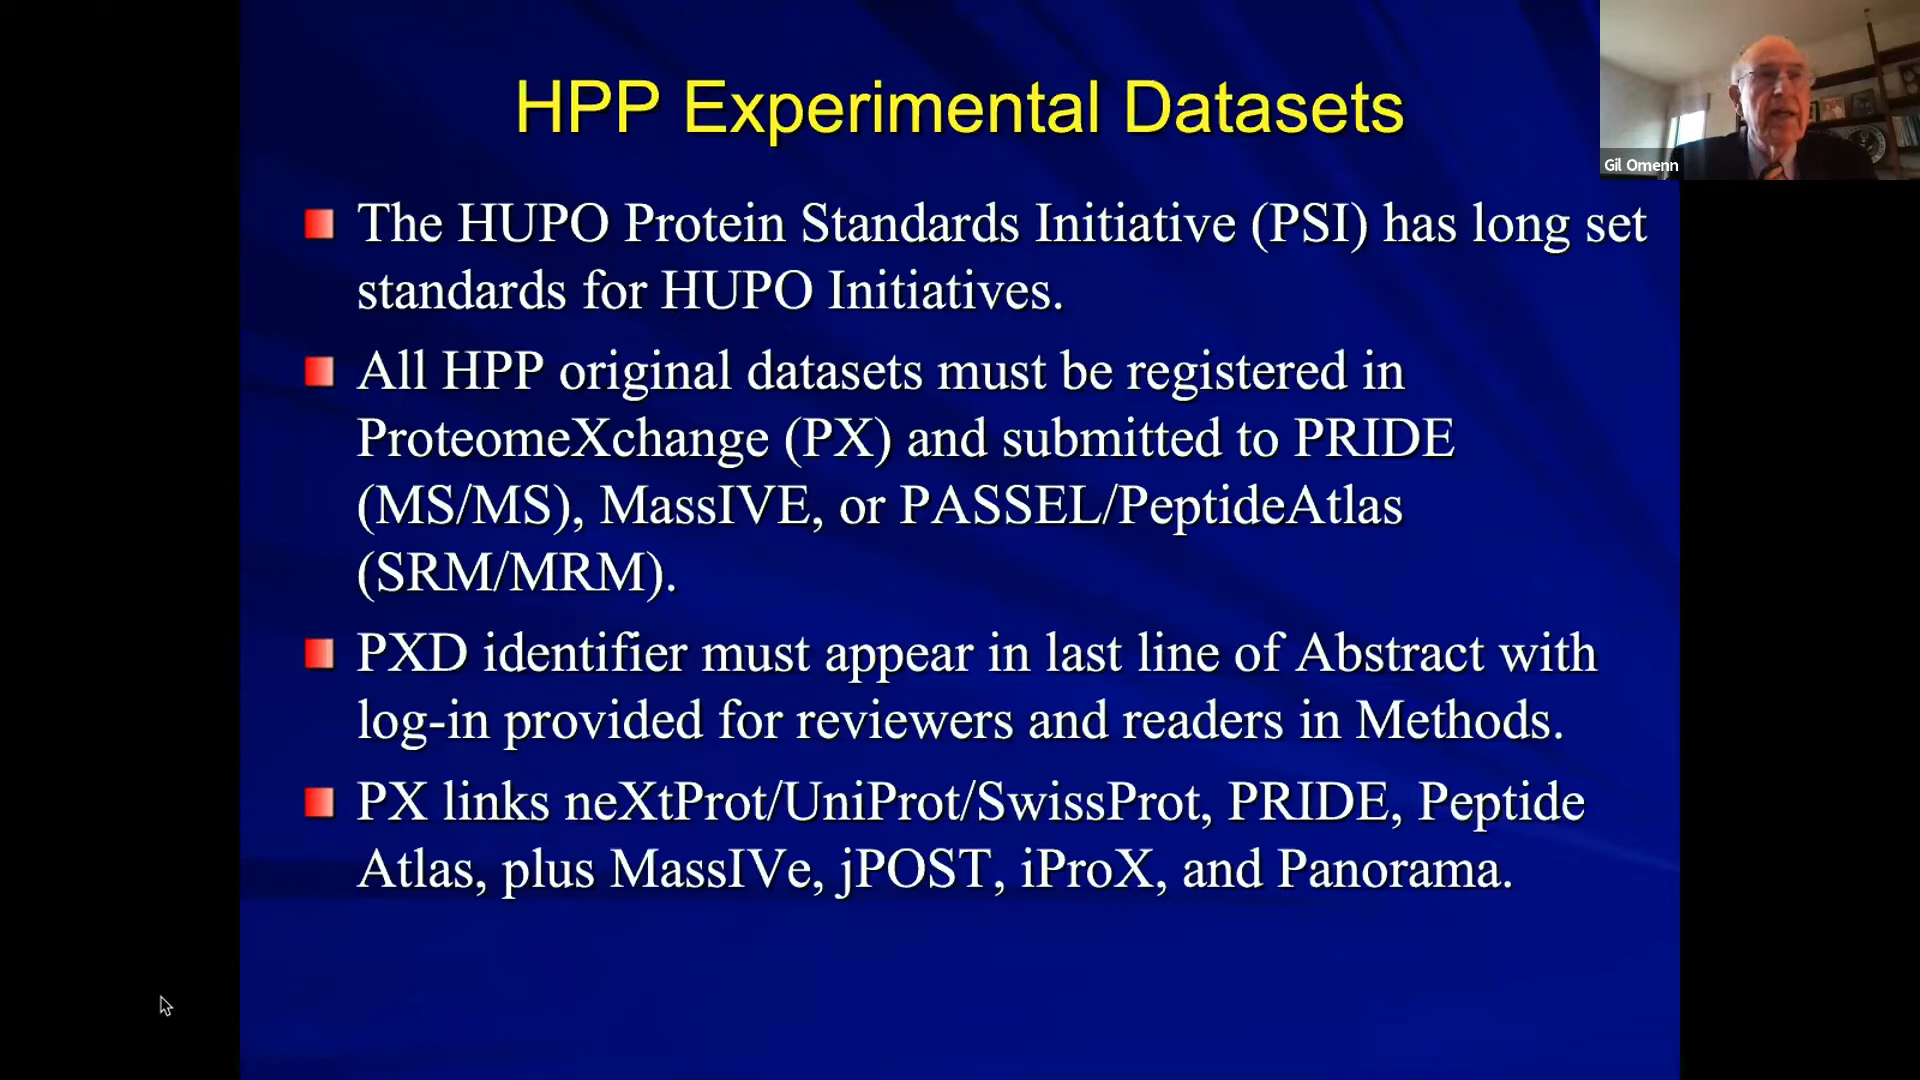 HPP Experimental Datasets
Gil Omenn
The HUPO Protein Standards Initiative (PSI) has long set
standards for HUPO Initiatives.
All HPP original datasets must be registered in
ProteomeXchange (PX) and submitted to PRIDE
(MS/MS), MassIVE, or PASSEL/PeptideAtlas
(SRM/MRM).
PXD identifier must appear in last line of Abstract with
log-in provided for reviewers and readers in Methods.
PX links neXtProt/UniProt/SwissProt, PRIDE, Peptide
Atlas, plus MassIVe, jPOST, iProX, and Panorama.